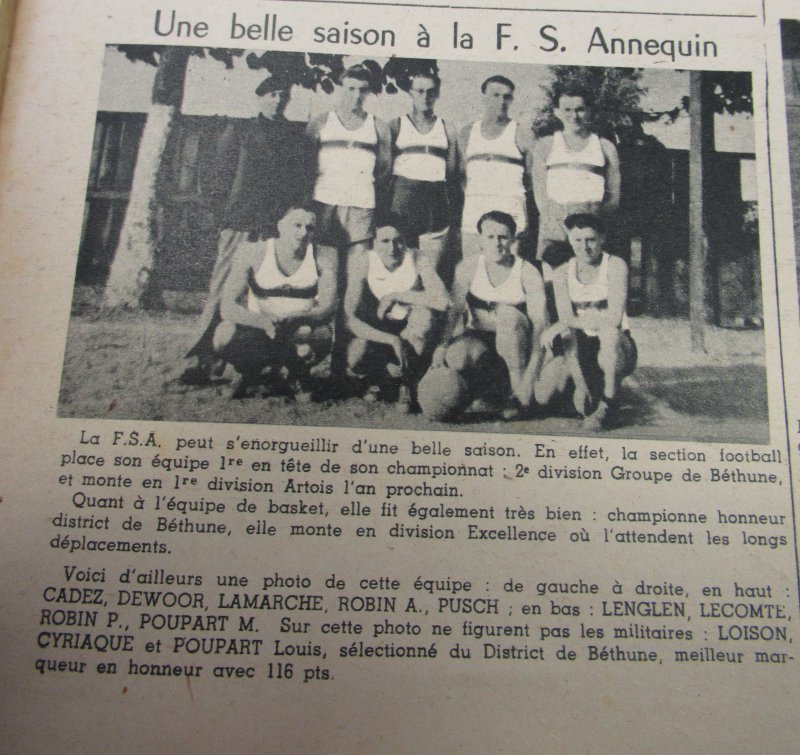 Une belle saison à la F. S. Annequin
La F.S.A. peut s'enorgueillir d'une belle saison. En effet, la section football
place son équipe 1re en tête de son championnat : 2e division Groupe de Béthune,
et monte en 1re division Artois l'an prochain.
Quant à l'équipe de basket, elle fit également très bien : championne honneur
district de Béthune, elle monte en division Excellence où l'attendent les longs
déplacements.
Voici d'ailleurs une photo de cette équipe : de gauche à droite, en haut :
CADEZ, DEWOOR, LAMARCHE, ROBIN A., PUSCH ; en bas : LENGLEN, LECOMTE,
ROBIN P., POUPART M. Sur cette photo ne figurent pas les militaires : LOISON,
CYRIAQUE et POUPART Louis, sélectionné du District de Béthune, meilleur mar-
queur en honneur avec 116 pts.